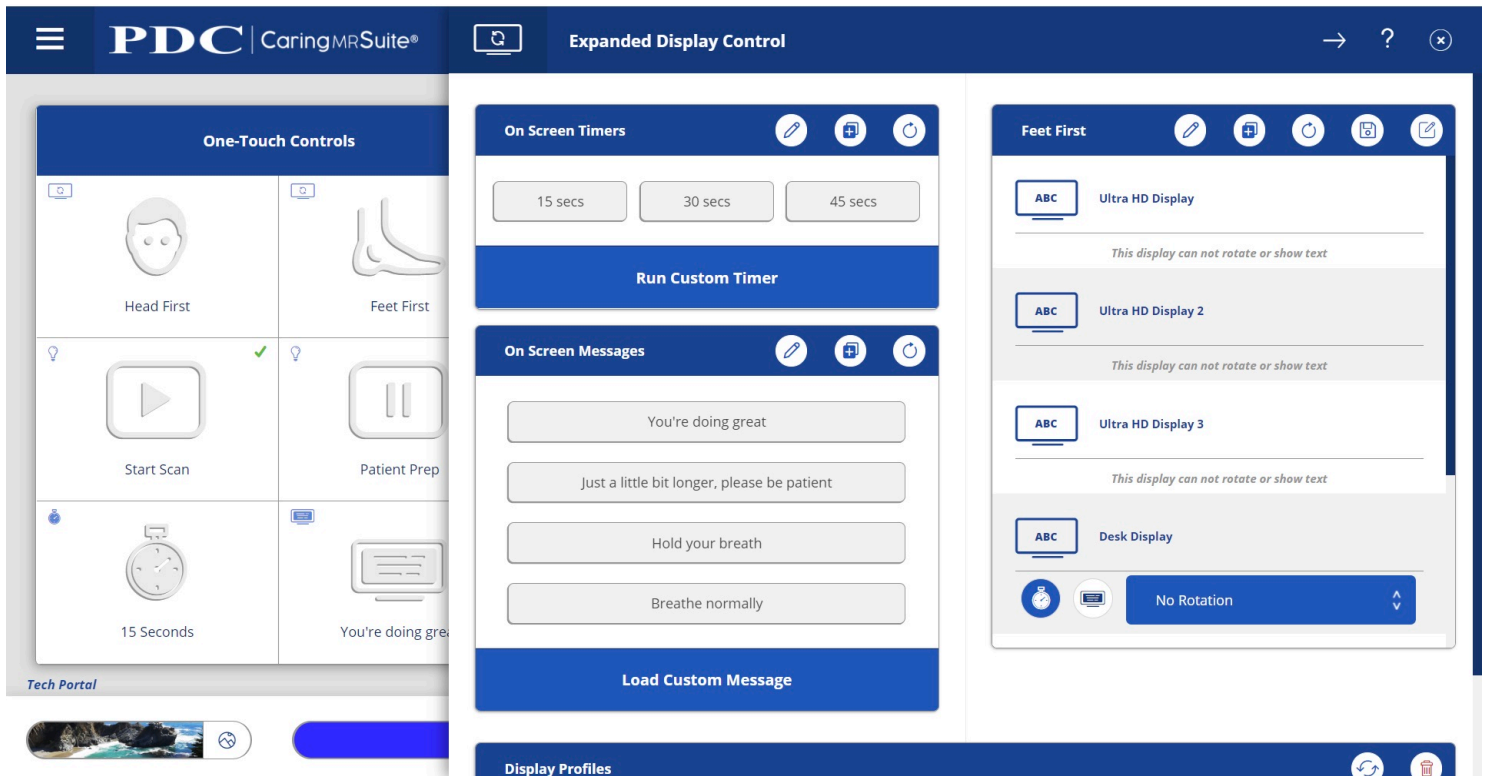 PDC CaringMRSuite®
Expanded Display Control
?
One-Touch Controls
Head First
Feet First
Start Scan
Patient Prep
15 Seconds
You're doing grea
Tech Portal
On Screen Timers
15 secs
30 secs
45 secs
Run Custom Timer
On Screen Messages
You're doing great
Just a little bit longer, please be patient
Hold your breath
Breathe normally
Load Custom Message
Feet First
ABC Ultra HD Display
This display can not rotate or show text
ABC Ultra HD Display 2
This display can not rotate or show text
ABC Ultra HD Display 3
This display can not rotate or show text
ABC Desk Display
No Rotation
Display Profiles